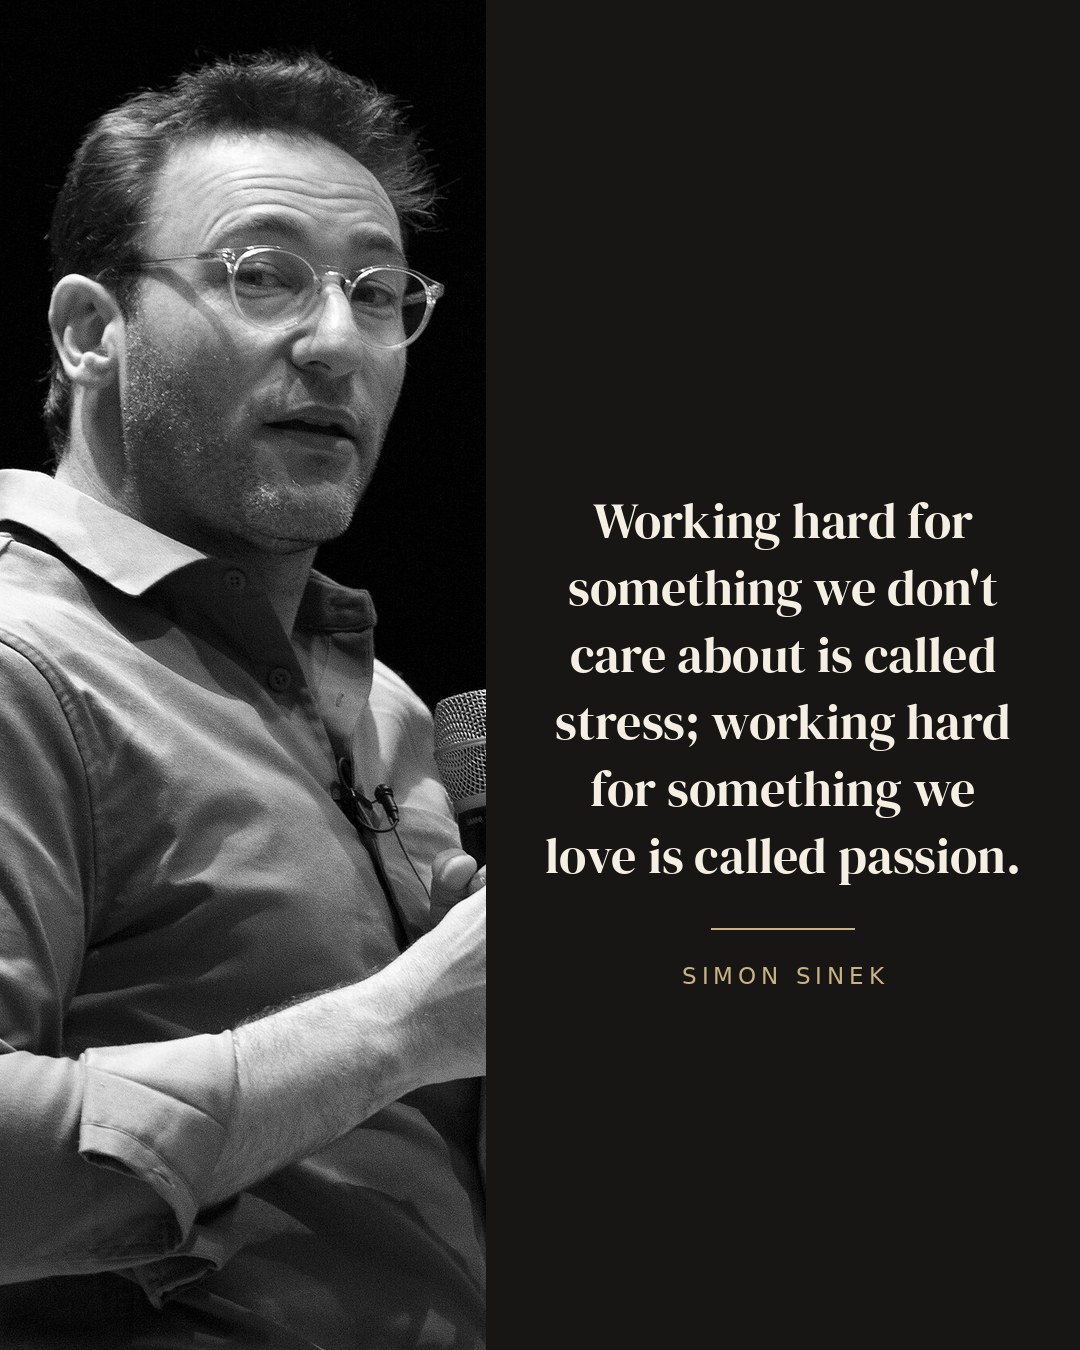 Working hard for
something we don't
care about is called
stress; working hard
for something we
love is called passion.
SIMON SINEK